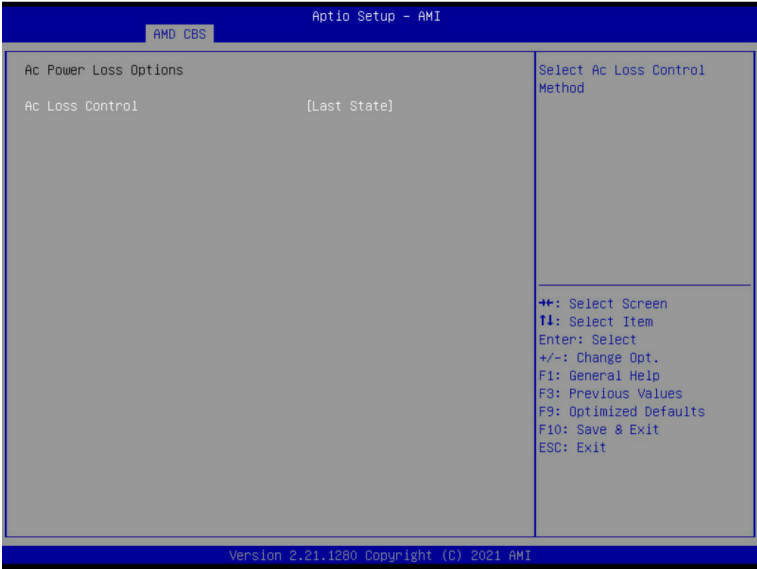 Aptio Setup - AMI
AMD CBS
Ac Power Loss Options
Ac Loss Control [Last State]
Select Ac Loss Control
Method
→←: Select Screen
↑↓: Select Item
Enter: Select
+/-: Change Opt.
F1: General Help
F3: Previous Values
F9: Optimized Defaults
F10: Save & Exit
ESC: Exit
Version 2.21.1280 Copyright (C) 2021 AMI